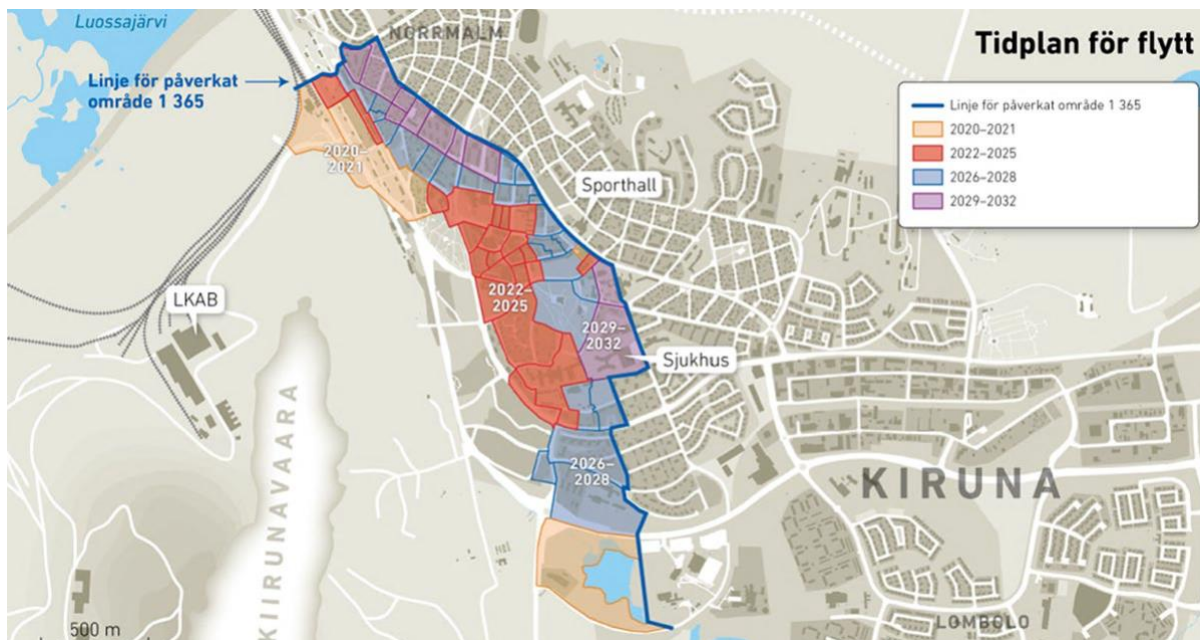 Luossajärvi
NORRMALM
Tidplan för flytt
Linje för påverkat
område 1 365
Linje för påverkat område 1 365
2020–2021
2022–2025
2026–2028
2029–2032
2020–
2021
Sporthall
LKAB
2022–
2025
2029–
2032
Sjukhus
2026–
2028
KIRUNA
KIIRUNAVAARA
LOMBOLO
500 m